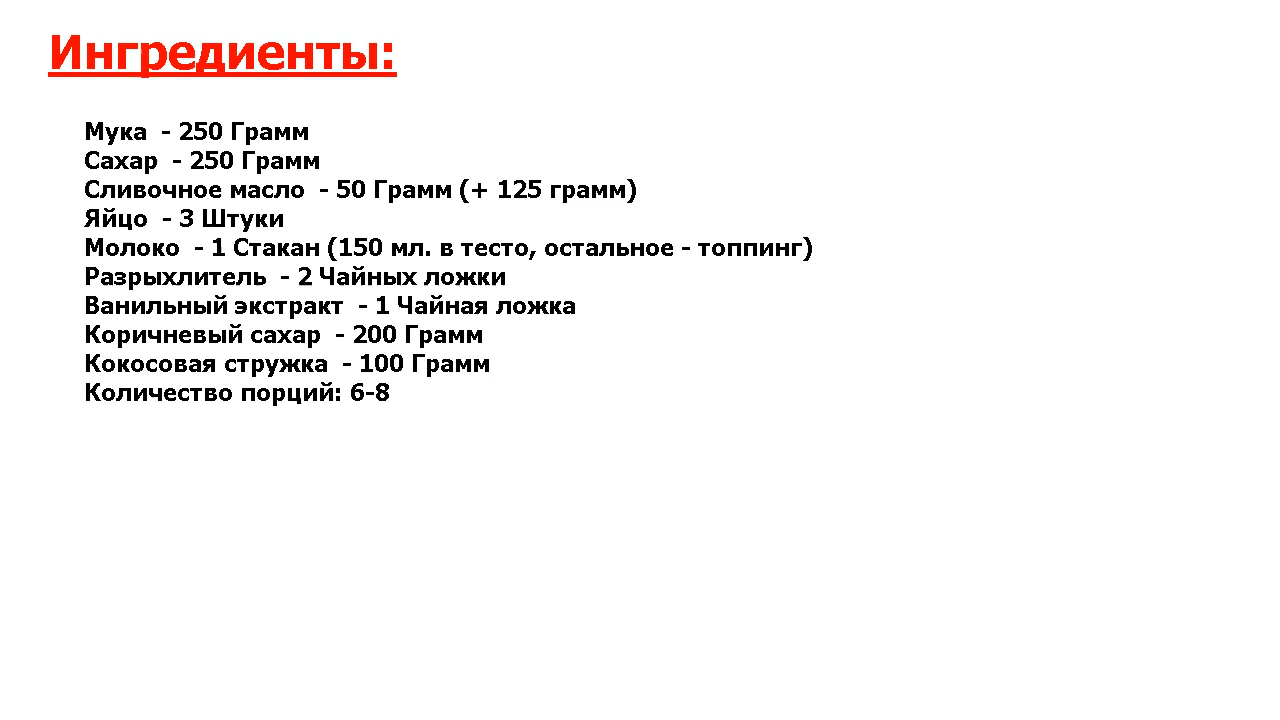 Ингредиенты:
Мука  - 250 Грамм
Сахар  - 250 Грамм
Сливочное масло  - 50 Грамм (+ 125 грамм)
Яйцо  - 3 Штуки
Молоко  - 1 Стакан (150 мл. в тесто, остальное - топпинг)
Разрыхлитель  - 2 Чайных ложки
Ванильный экстракт  - 1 Чайная ложка
Коричневый сахар  - 200 Грамм
Кокосовая стружка  - 100 Грамм
Количество порций: 6-8